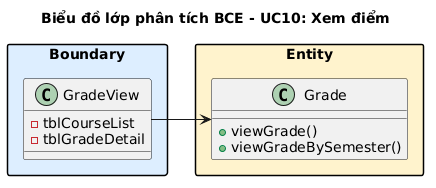 Biểu đồ lớp phân tích BCE - UC10: Xem điểm
Boundary
C GradeView
tblCourseList
tblGradeDetail
Entity
C Grade
viewGrade()
viewGradeBySemester()